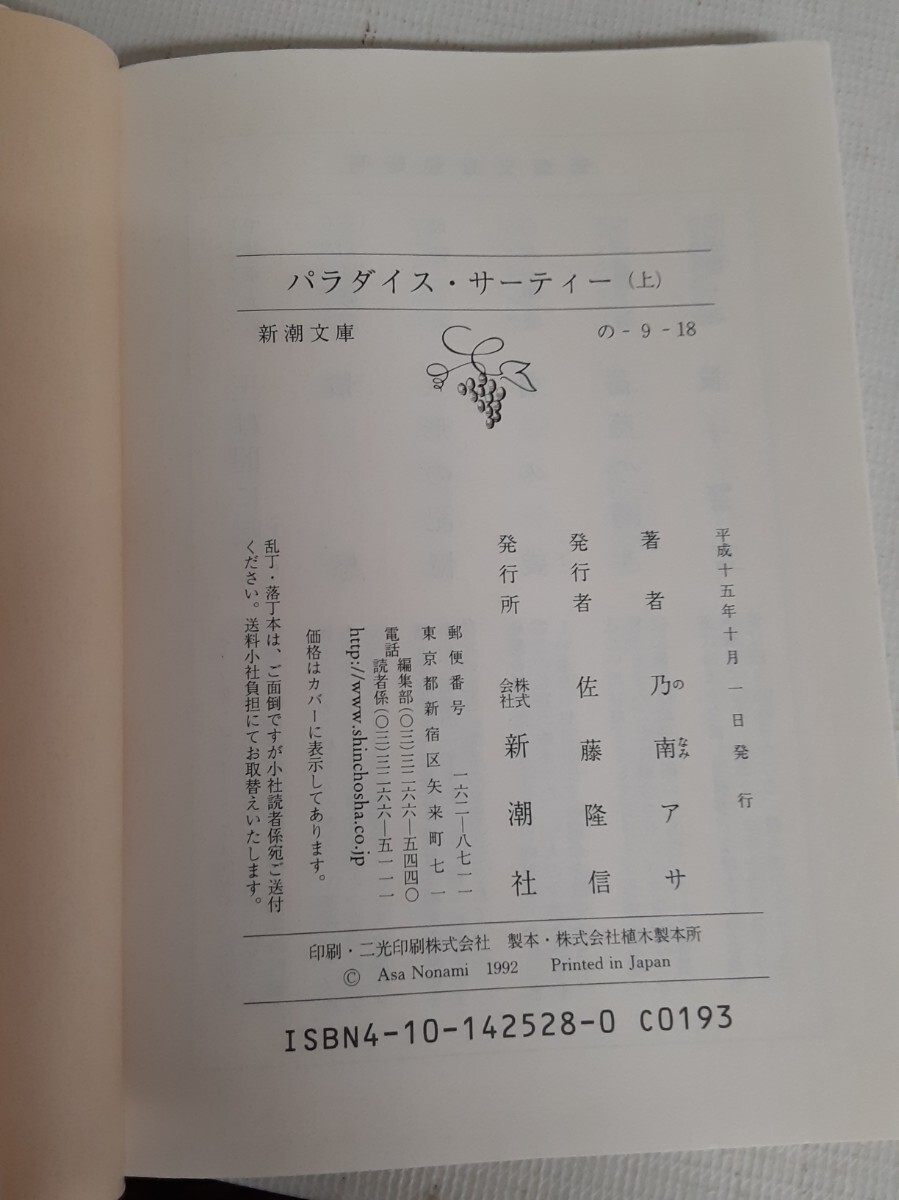 パラダイス・サーティー（上）
新潮文庫　の-9-18
平成十五年十月一日発行
著者　乃南アサ
のなみ
発行者　佐藤隆信
発行所　株式会社新潮社
郵便番号　一六二―八七一一
東京都新宿区矢来町七一
電話　編集部（〇三）三二六六―五四四〇
読者係（〇三）三二六六―五一一一
http://www.shinchosha.co.jp
価格はカバーに表示してあります。
乱丁・落丁本は、ご面倒ですが小社読者係宛ご送付
ください。送料小社負担にてお取替えいたします。
印刷・二光印刷株式会社　製本・株式会社植木製本所
© Asa Nonami 1992　Printed in Japan
ISBN4-10-142528-0 C0193